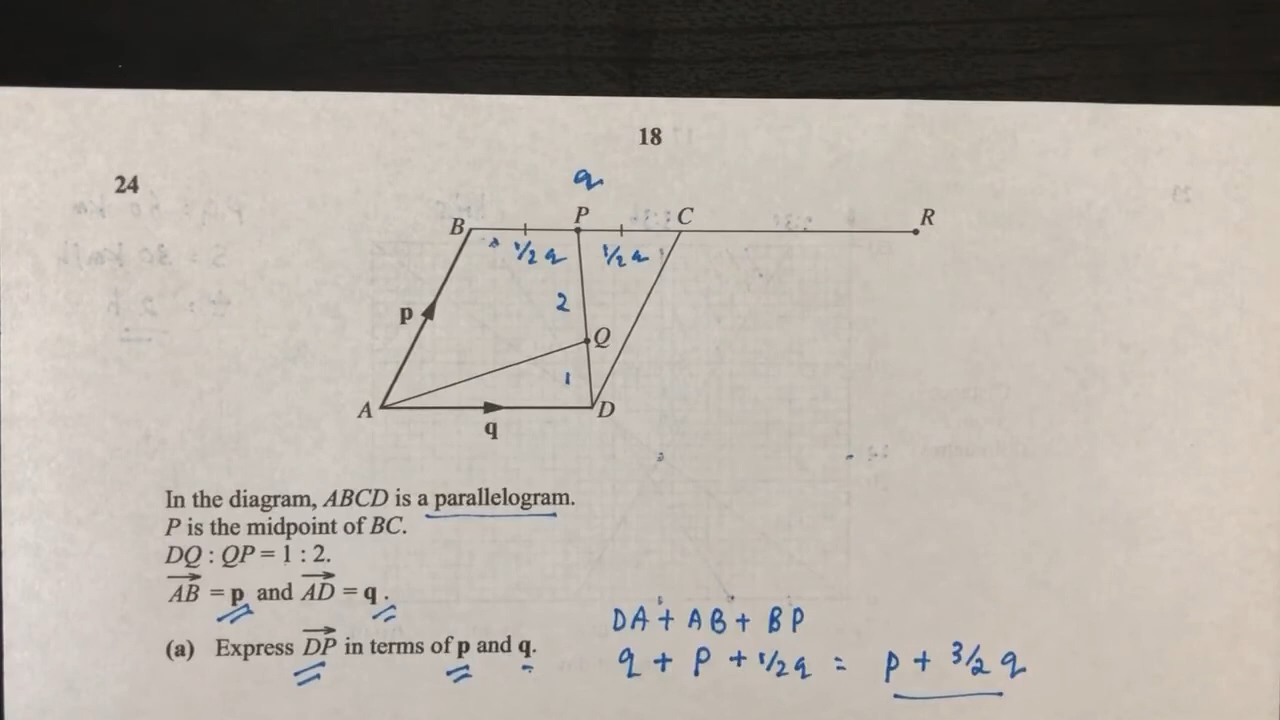 18
24
q
B P C R
1/2 q 1/2 q
p
2
Q
1
A D
q
In the diagram, ABCD is a parallelogram.
P is the midpoint of BC.
DQ : QP = 1 : 2.
AB = p and AD = q.
DA + AB + BP
(a) Express DP in terms of p and q.
q + p + 1/2 q = p + 3/2 q